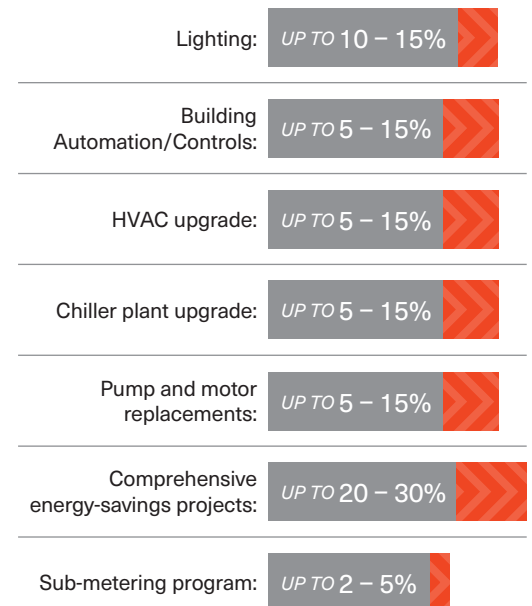 Lighting: UP TO 10 – 15%
Building
Automation/Controls: UP TO 5 – 15%
HVAC upgrade: UP TO 5 – 15%
Chiller plant upgrade: UP TO 5 – 15%
Pump and motor
replacements: UP TO 5 – 15%
Comprehensive
energy-savings projects: UP TO 20 – 30%
Sub-metering program: UP TO 2 – 5%